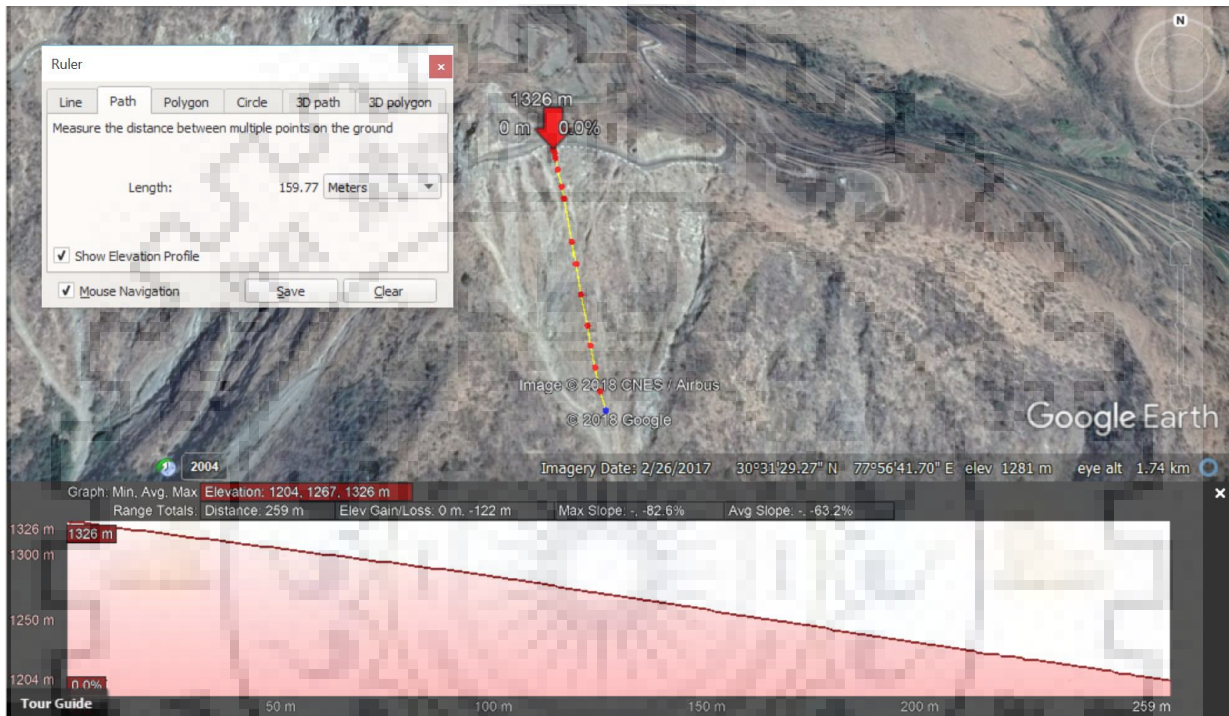 N
Ruler
Line Path Polygon Circle 3D path 3D polygon
Measure the distance between multiple points on the ground
Length: 159.77 Meters
Show Elevation Profile
Mouse Navigation Save Clear
1326 m
0 m 0.0%
Image © 2018 CNES / Airbus
© 2018 Google
Google Earth
2004
Imagery Date: 2/26/2017 30°31'29.27" N 77°56'41.70" E elev 1281 m eye alt 1.74 km
Graph: Min, Avg, Max Elevation: 1204, 1267, 1326 m
Range Totals: Distance: 259 m Elev Gain/Loss: 0 m, -122 m Max Slope: -, -82.6% Avg Slope: -, -63.2%
1326 m
1326 m
1300 m
1250 m
1204 m
0.0%
Tour Guide
50 m 100 m 150 m 200 m 259 m